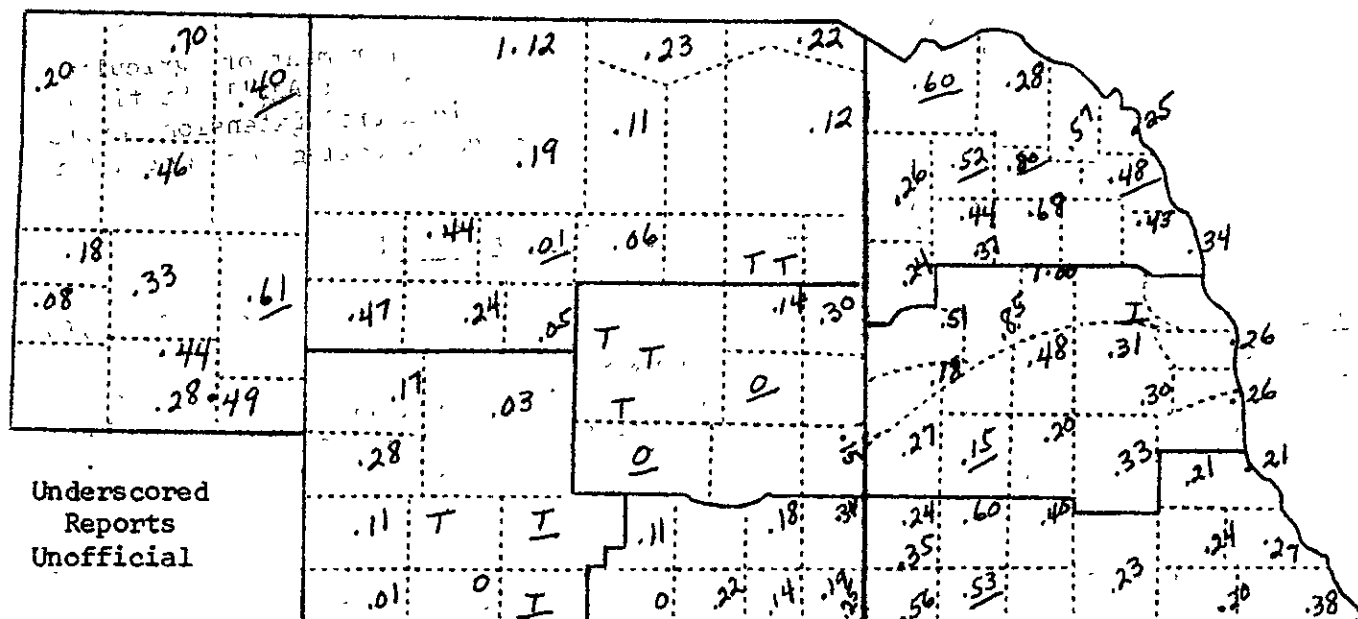 .20 .70 .40 1.12 .23 .22 .60 .28
.46 .19 .11 .12 .26 .52 .80 .57 .25 .48
.44 .68 .43 .34
.18 .33 .61 .44 .01 .06 T T .24 .37 1.00
.08 .47 .24 .05 T T .14 .30 .51 .85 I .26
.44 .18 .48 .31
.28 .49 .17 .03 T 0 .30 .26
.28 0 .15 .27 .15 .20 .33 .21 .21
Underscored
Reports
Unofficial
.11 T I .11 .18 .34 .24 .60 .40 .24 .27
.35
.01 0 I 0 .22 .14 .19 .56 .53 .23 .38